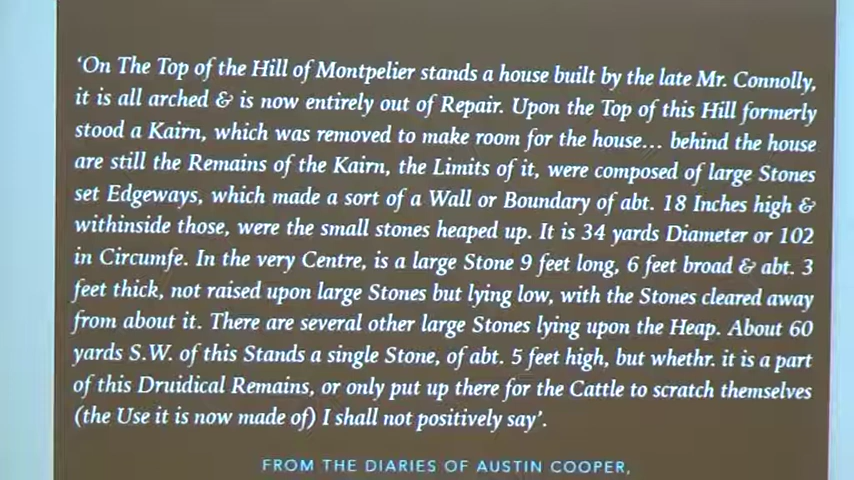 ‘On The Top of the Hill of Montpelier stands a house built by the late Mr. Connolly,
it is all arched & is now entirely out of Repair. Upon the Top of this Hill formerly
stood a Kairn, which was removed to make room for the house... behind the house
are still the Remains of the Kairn, the Limits of it, were composed of large Stones
set Edgeways, which made a sort of a Wall or Boundary of abt. 18 Inches high &
withinside those, were the small stones heaped up. It is 34 yards Diameter or 102
in Circumfe. In the very Centre, is a large Stone 9 feet long, 6 feet broad & abt. 3
feet thick, not raised upon large Stones but lying low, with the Stones cleared away
from about it. There are several other large Stones lying upon the Heap. About 60
yards S.W. of this Stands a single Stone, of abt. 5 feet high, but whethr. it is a part
of this Druidical Remains, or only put up there for the Cattle to scratch themselves
(the Use it is now made of) I shall not positively say’.
FROM THE DIARIES OF AUSTIN COOPER,